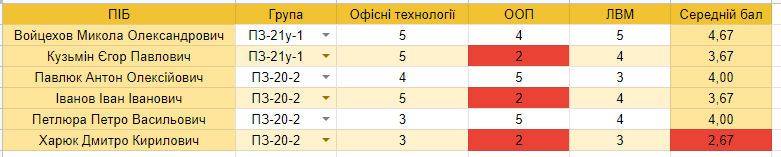 ПІБ Група Офісні технології ООП ЛВМ Середній бал
Войцехов Микола Олександрович ПЗ-21у-1 5 4 5 4,67
Кузьмін Єгор Павлович ПЗ-21у-1 5 2 4 3,67
Павлюк Антон Олексійович ПЗ-20-2 4 5 3 4,00
Іванов Іван Іванович ПЗ-20-2 5 2 4 3,67
Петлюра Петро Васильович ПЗ-20-2 3 5 4 4,00
Харюк Дмитро Кирилович ПЗ-20-2 3 2 3 2,67